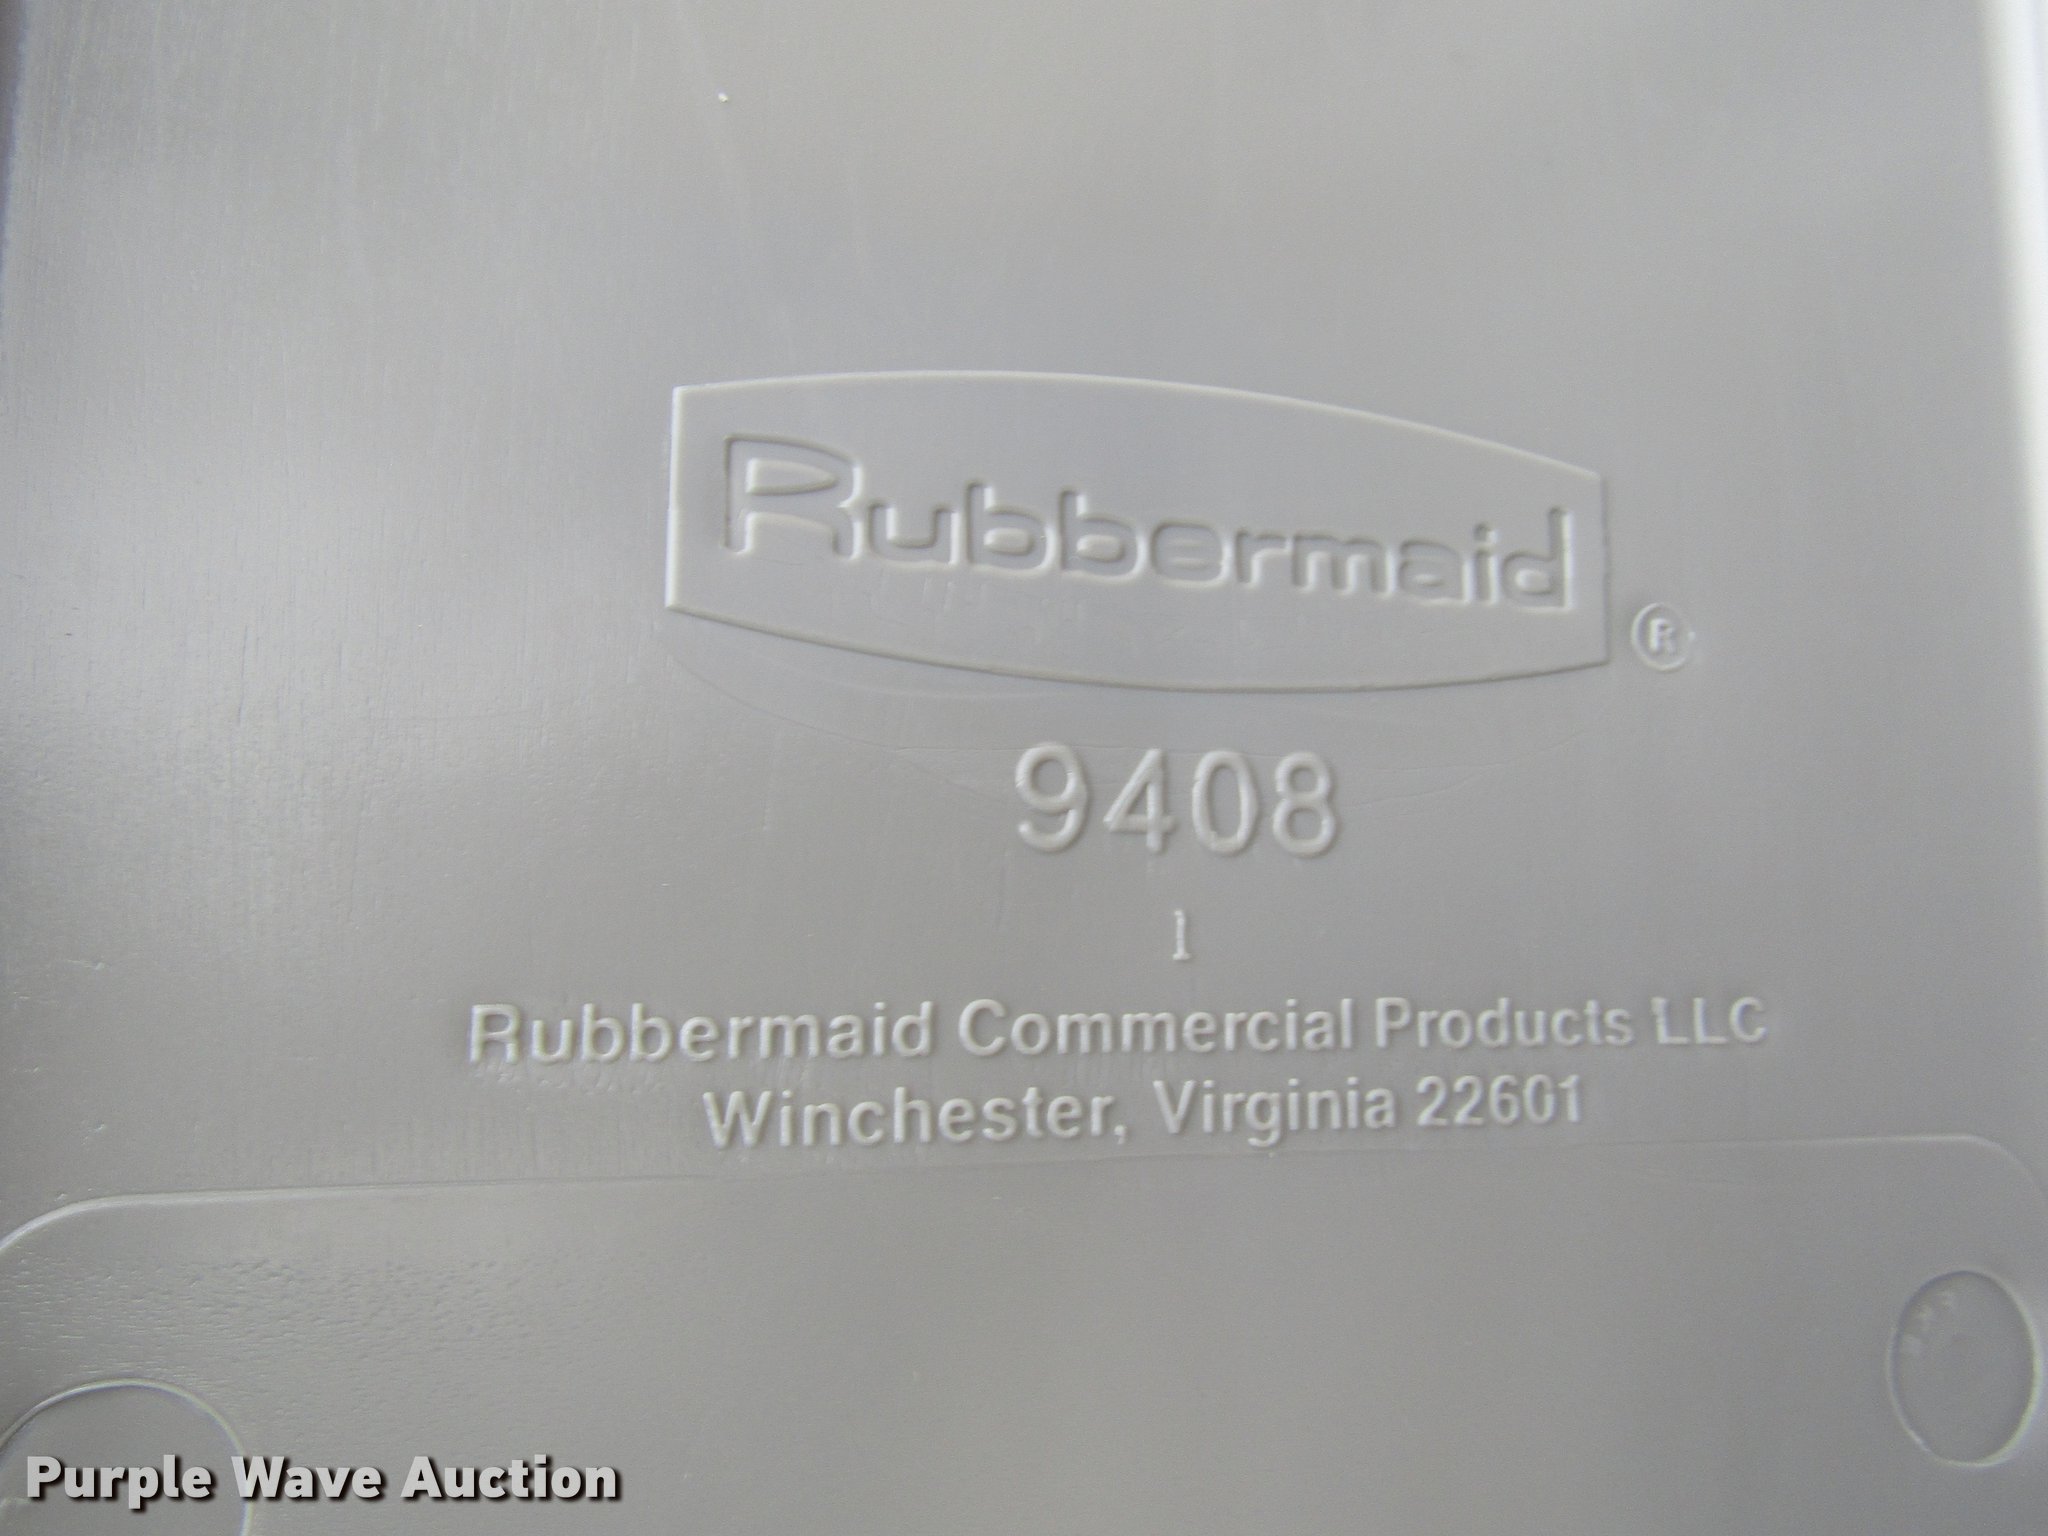 Rubbermaid ®
9408
1
Rubbermaid Commercial Products LLC
Winchester, Virginia 22601
Purple Wave Auction